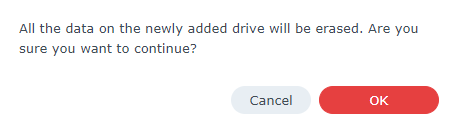 All the data on the newly added drive will be erased. Are you
sure you want to continue?
Cancel
OK